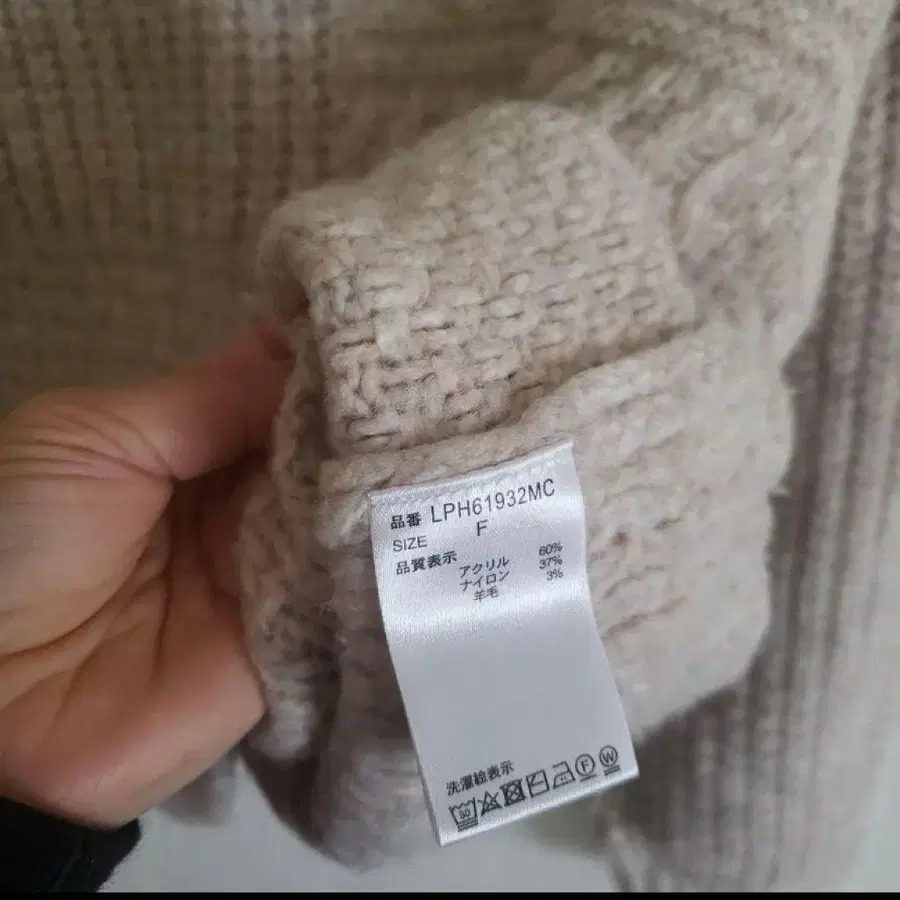 品番 LPH61932MC
SIZE F
品質表示
アクリル 60%
ナイロン 37%
羊毛 3%
洗濯絵表示
30 F W